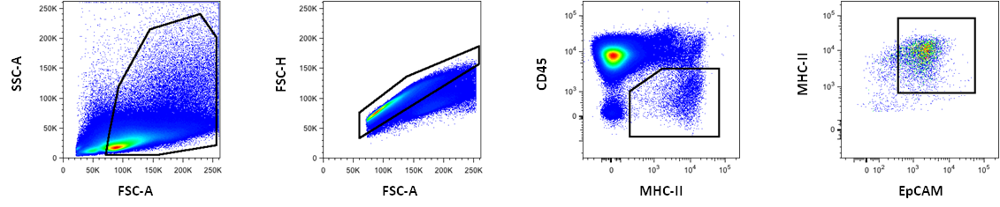 SSC-A
250K
200K
150K
100K
50K
0
0 50K 100K 150K 200K 250K
FSC-A
FSC-H
250K
200K
150K
100K
50K
0
0 50K 100K 150K 200K 250K
FSC-A
CD45
10⁵
10⁴
10³
0
0 10³ 10⁴ 10⁵
MHC-II
MHC-II
10⁵
10⁴
10³
0
0 10² 10³ 10⁴ 10⁵
EpCAM